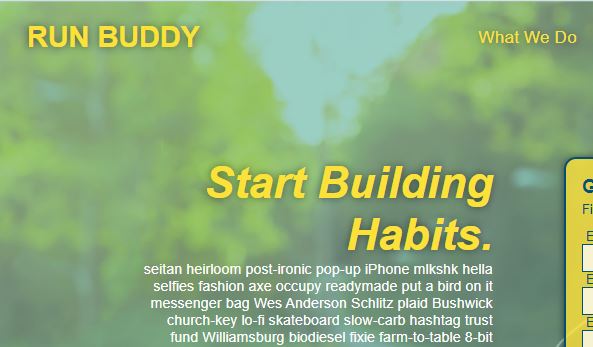 RUN BUDDY
What We Do
Start Building
Habits.
seitan heirloom post-ironic pop-up iPhone mlkshk hella
selfies fashion axe occupy readymade put a bird on it
messenger bag Wes Anderson Schlitz plaid Bushwick
church-key lo-fi skateboard slow-carb hashtag trust
fund Williamsburg biodiesel fixie farm-to-table 8-bit